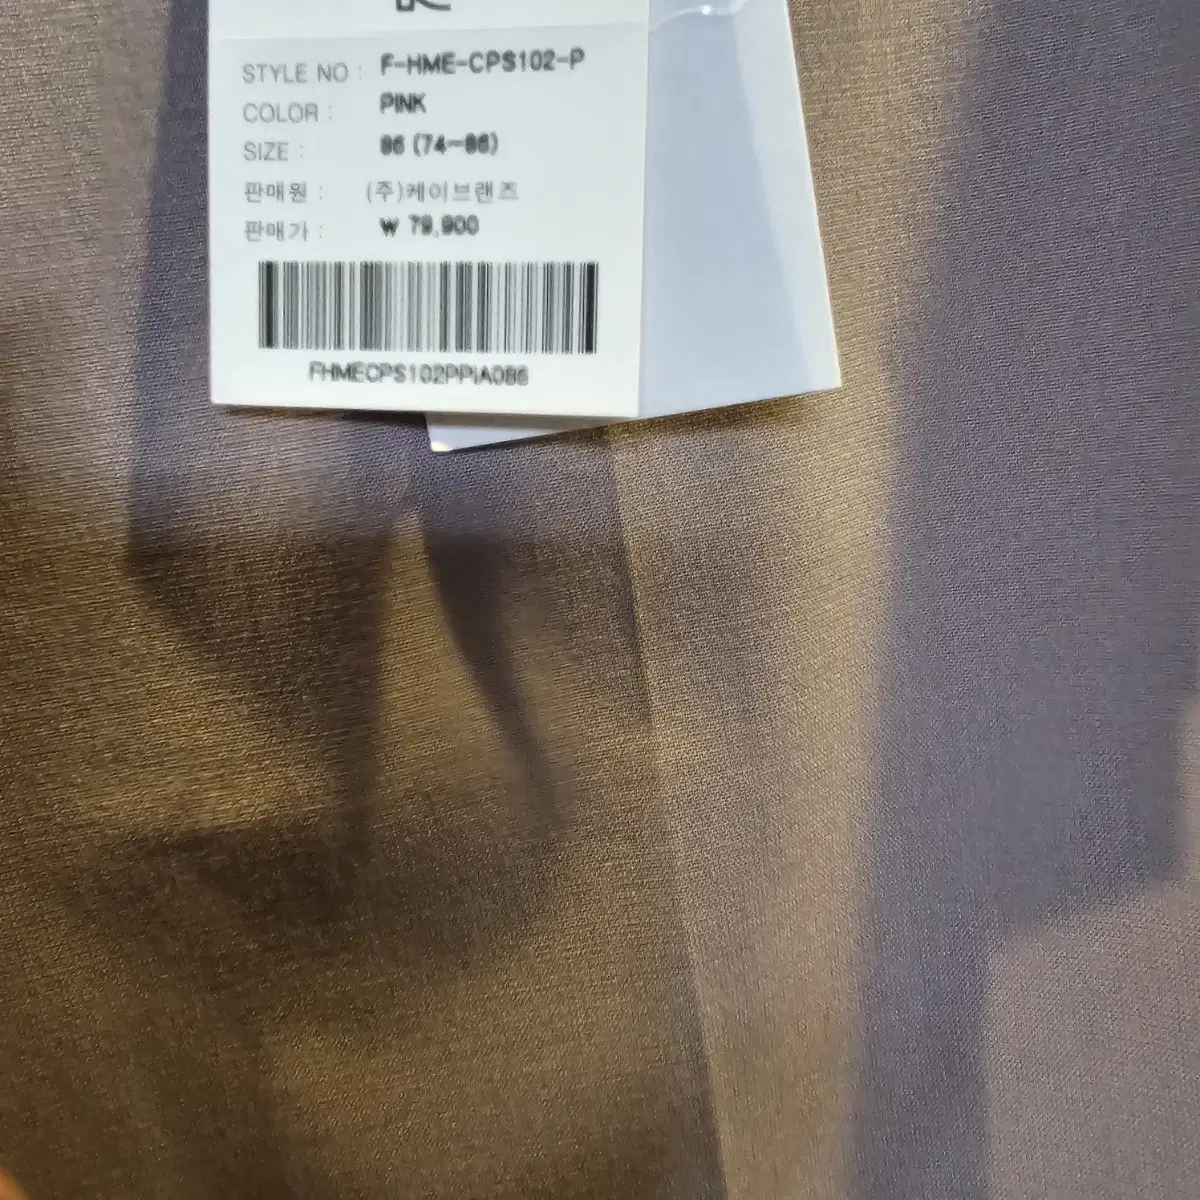 STYLE NO : F-HME-CPS102-P
COLOR : PINK
SIZE : 86 (74-86)
판매원 : (주)케이브랜즈
판매가 : ₩ 79,900
FHMECPS102PPIA086